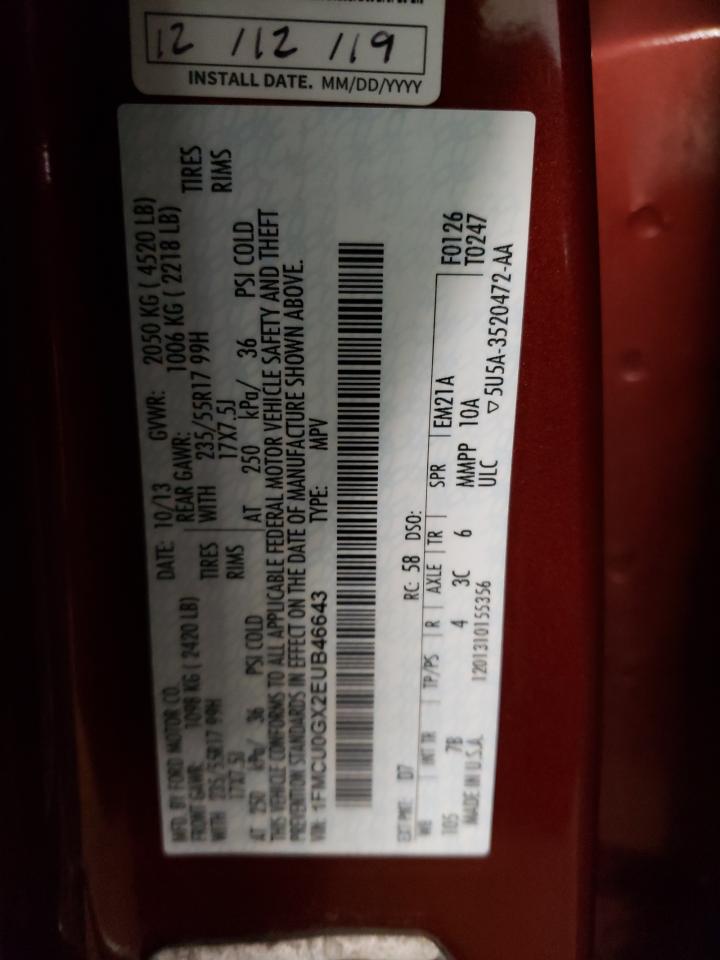 12 / 12 / 19
INSTALL DATE. MM/DD/YYYY
MFD. BY FORD MOTOR CO.
DATE: 10/13 GVWR: 2050 KG ( 4520 LB)
FRONT GAWR: 1098 KG ( 2420 LB) REAR GAWR: 1006 KG ( 2218 LB)
WITH 235/55R17 99H TIRES WITH 235/55R17 99H TIRES
17X7.5J RIMS 17X7.5J RIMS
AT 250 kPa/ 36 PSI COLD AT 250 kPa/ 36 PSI COLD
THIS VEHICLE CONFORMS TO ALL APPLICABLE FEDERAL MOTOR VEHICLE SAFETY AND THEFT
PREVENTION STANDARDS IN EFFECT ON THE DATE OF MANUFACTURE SHOWN ABOVE.
VIN: 1FMCU0GX2EUB46643 TYPE: MPV
EXT PNT: D7 RC: 58 DSO: F0126
WB INT TR TP/PS R AXLE TR SPR EM21A T0247
105 7B 4 3C 6 MMPP 10A
MADE IN U.S.A. 1201310155356 ULC ▽5U5A-3520472-AA